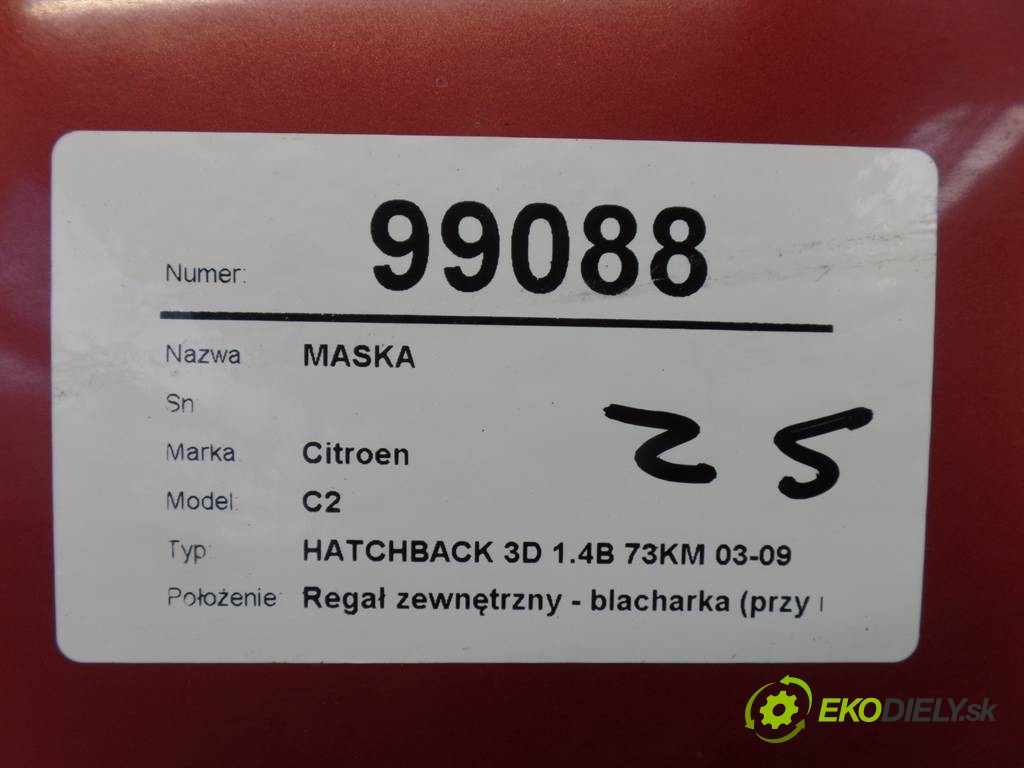 Numer: 99088
Nazwa MASKA
Sn
Marka Citroen
Model: C2
Typ: HATCHBACK 3D 1.4B 73KM 03-09
Położenie: Regał zewnętrzny - blacharka (przy
25
EKODIELY.sk